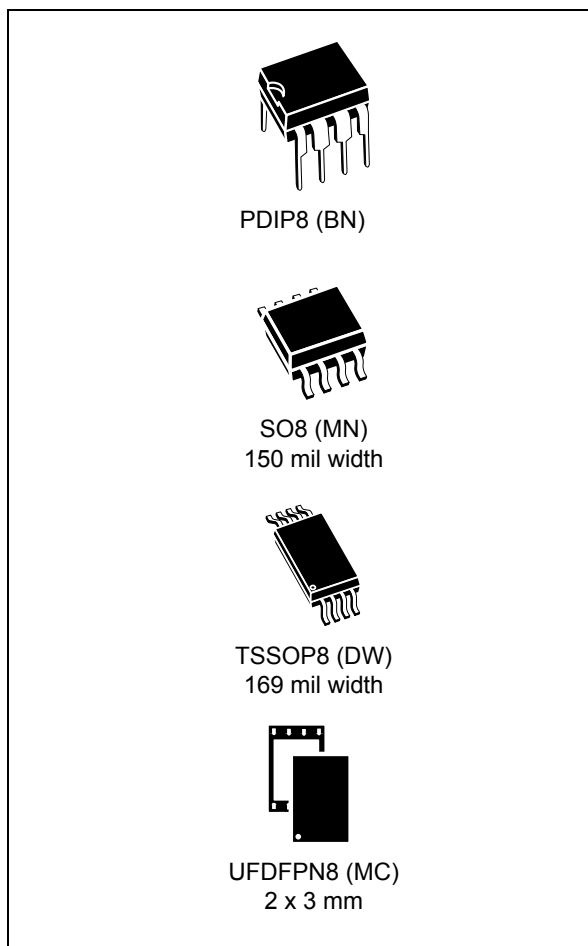 PDIP8 (BN)
SO8 (MN)
150 mil width
TSSOP8 (DW)
169 mil width
UFDFPN8 (MC)
2 x 3 mm